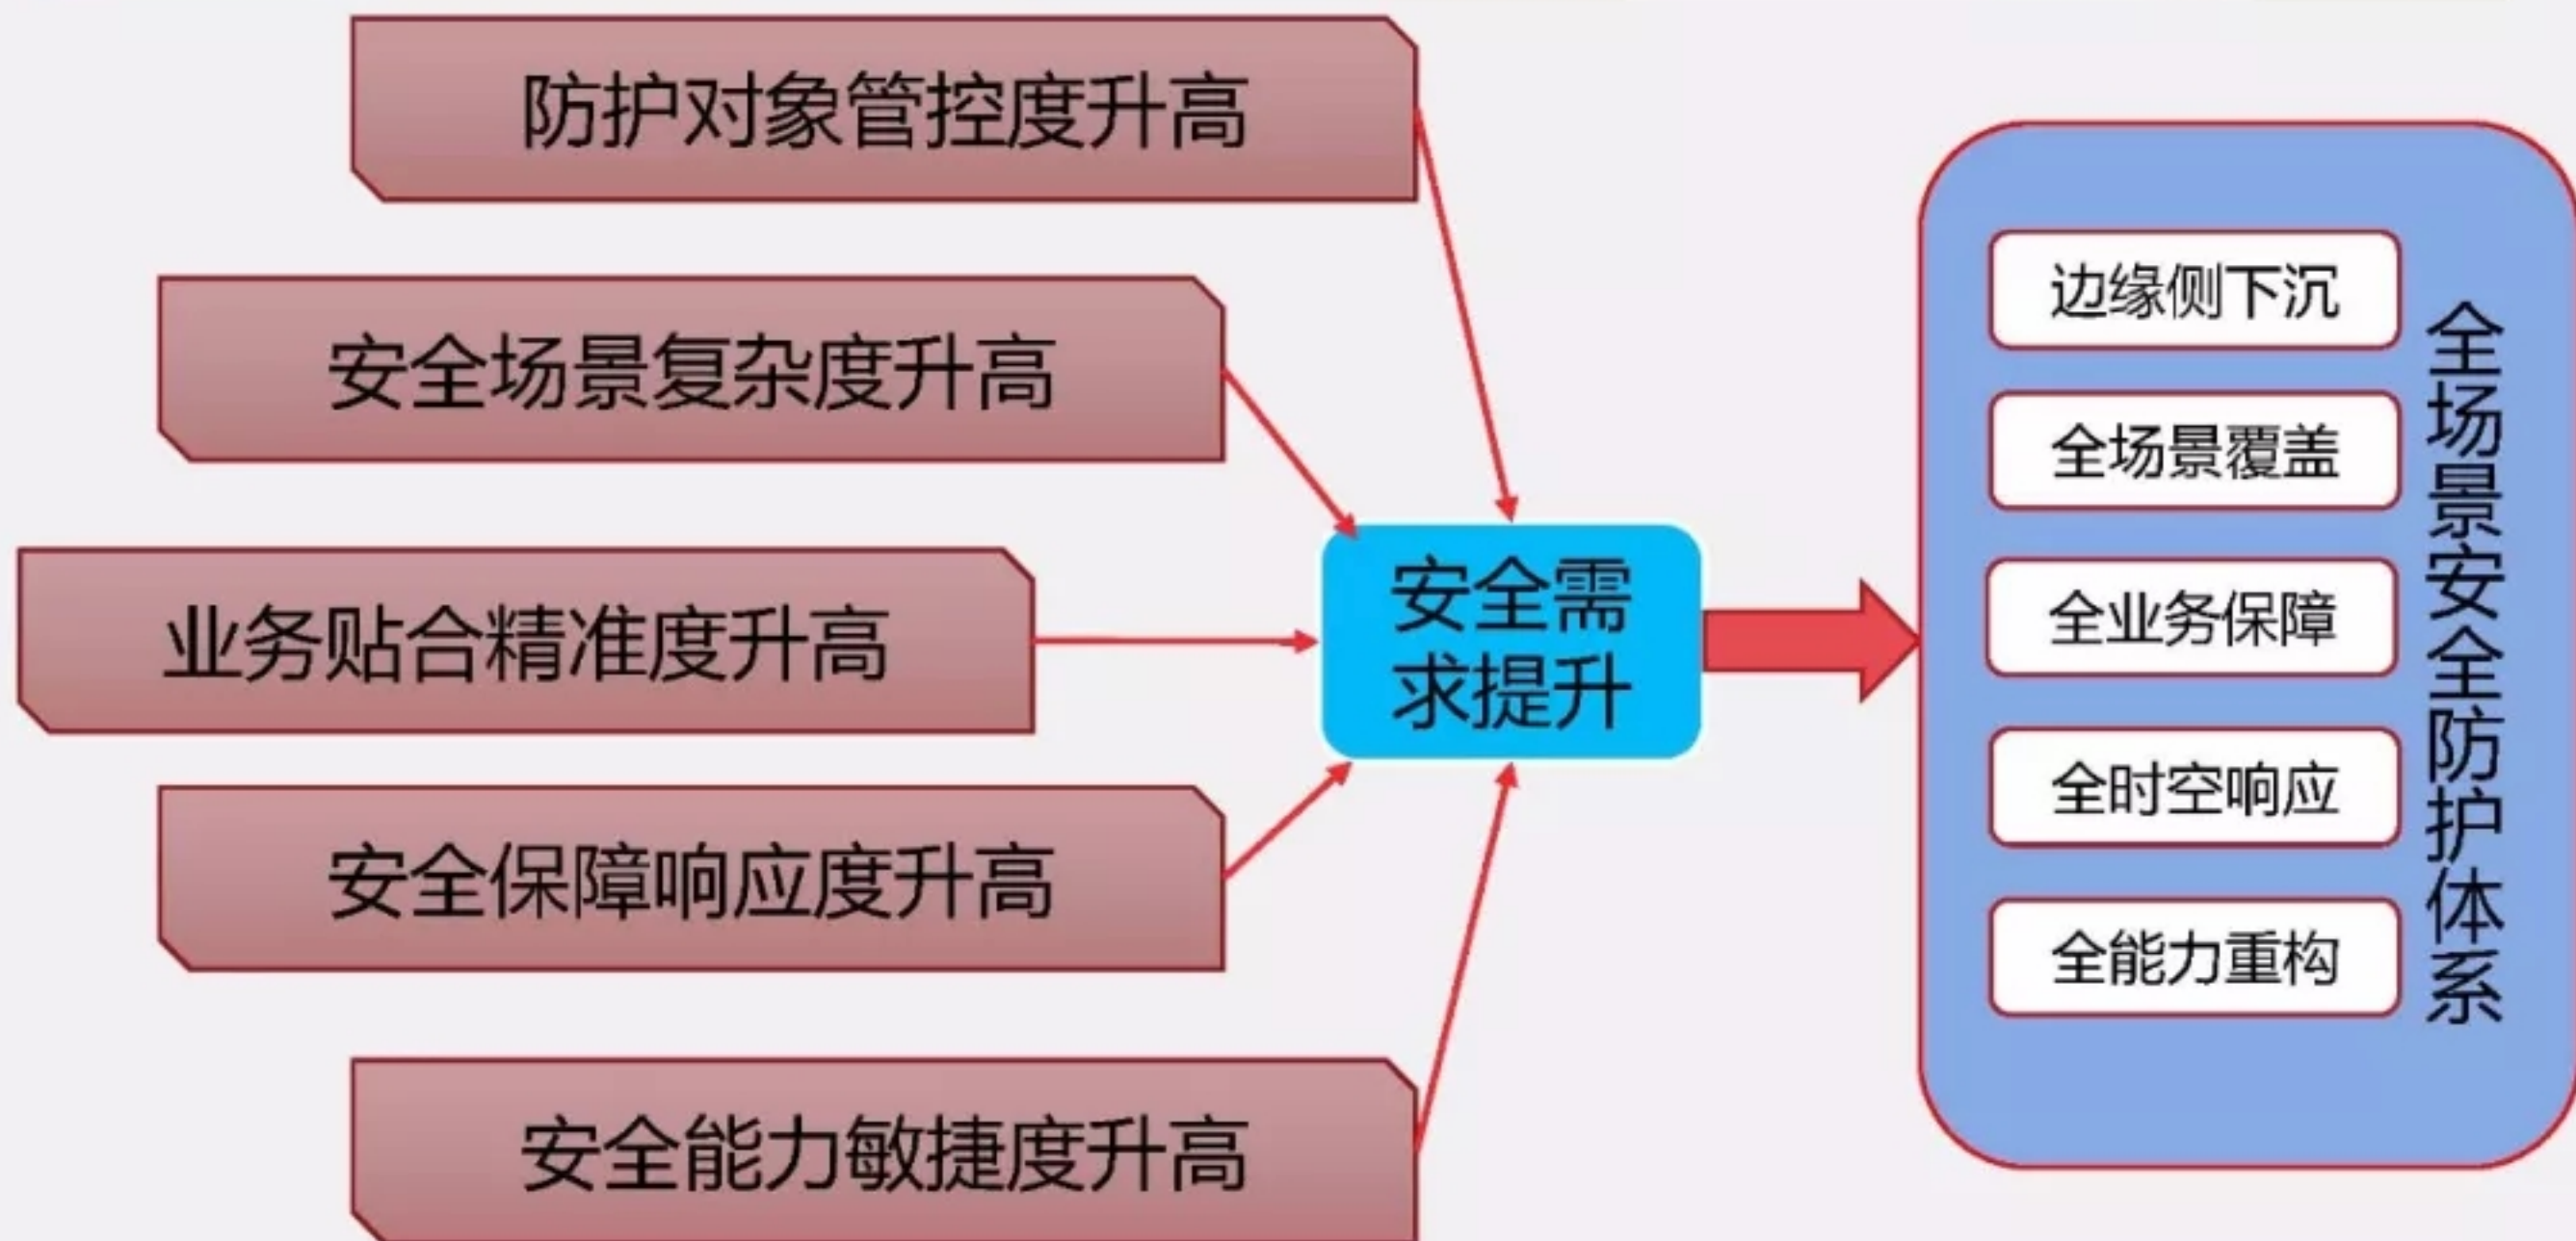 防护对象管控度升高
安全场景复杂度升高
业务贴合精准度升高
安全保障响应度升高
安全能力敏捷度升高
安全需
求提升
边缘侧下沉
全场景覆盖
全业务保障
全时空响应
全能力重构
全场景安全防护体系